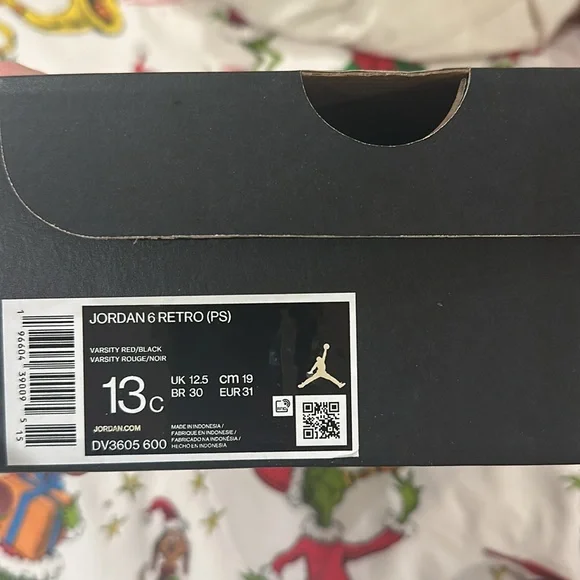 JORDAN 6 RETRO (PS)
VARSITY RED/BLACK
VARSITY ROUGE/NOIR
13C
UK 12.5 CM 19
BR 30 EUR 31
JORDAN.COM
DV3605 600
MADE IN INDONESIA /
FABRIQUE EN INDONESIE /
FABRICADO NA INDONÉSIA /
HECHO EN INDONESIA
1 96604 39009 5 15